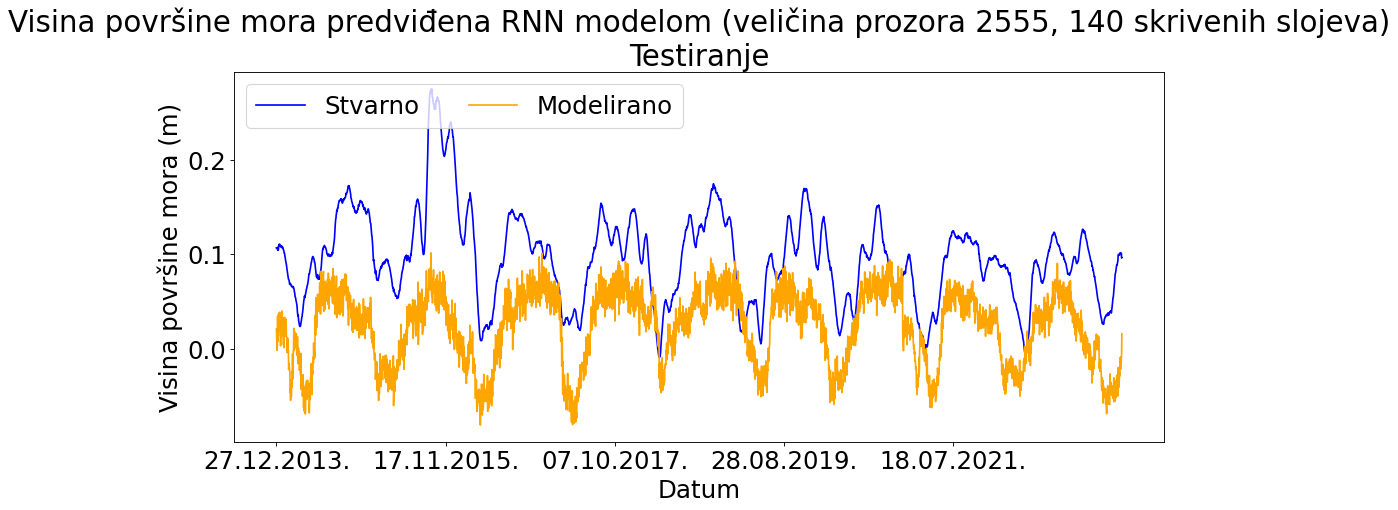 Visina površine mora predviđena RNN modelom (veličina prozora 2555, 140 skrivenih slojeva)
Testiranje
Stvarno Modelirano
Visina površine mora (m)
0.2
0.1
0.0
27.12.2013. 17.11.2015. 07.10.2017. 28.08.2019. 18.07.2021.
Datum